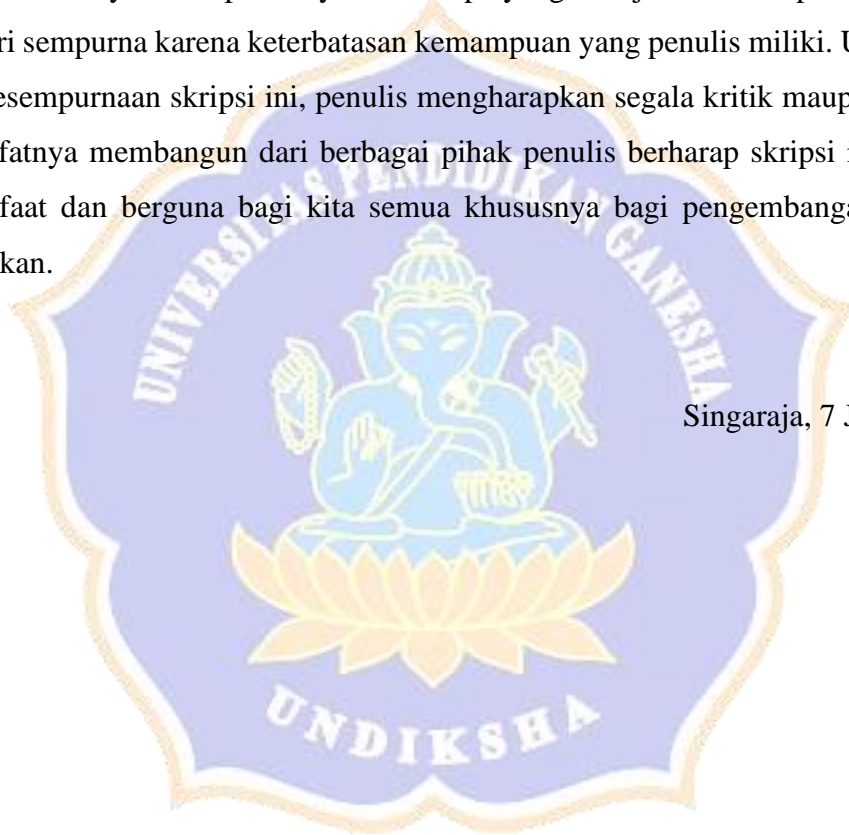 ri sempurna karena keterbatasan kemampuan yang penulis miliki. U
esempurnaan skripsi ini, penulis mengharapkan segala kritik maup
fatnya membangun dari berbagai pihak penulis berharap skripsi i
faat dan berguna bagi kita semua khususnya bagi pengembanga
kan.
UNIVERSITAS PENDIDIKAN GANESHA
Singaraja, 7 J
UNDIKSHA